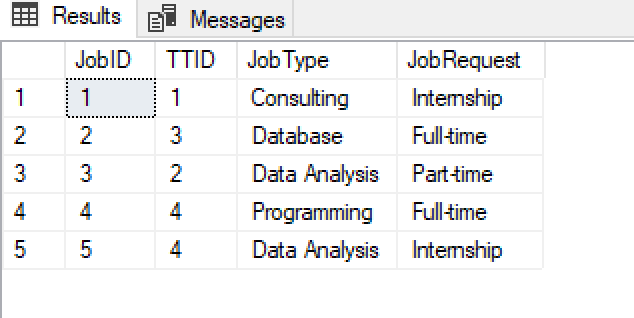 Results Messages
JobID TTID JobType JobRequest
1 1 1 Consulting Internship
2 2 3 Database Full-time
3 3 2 Data Analysis Part-time
4 4 4 Programming Full-time
5 5 4 Data Analysis Internship